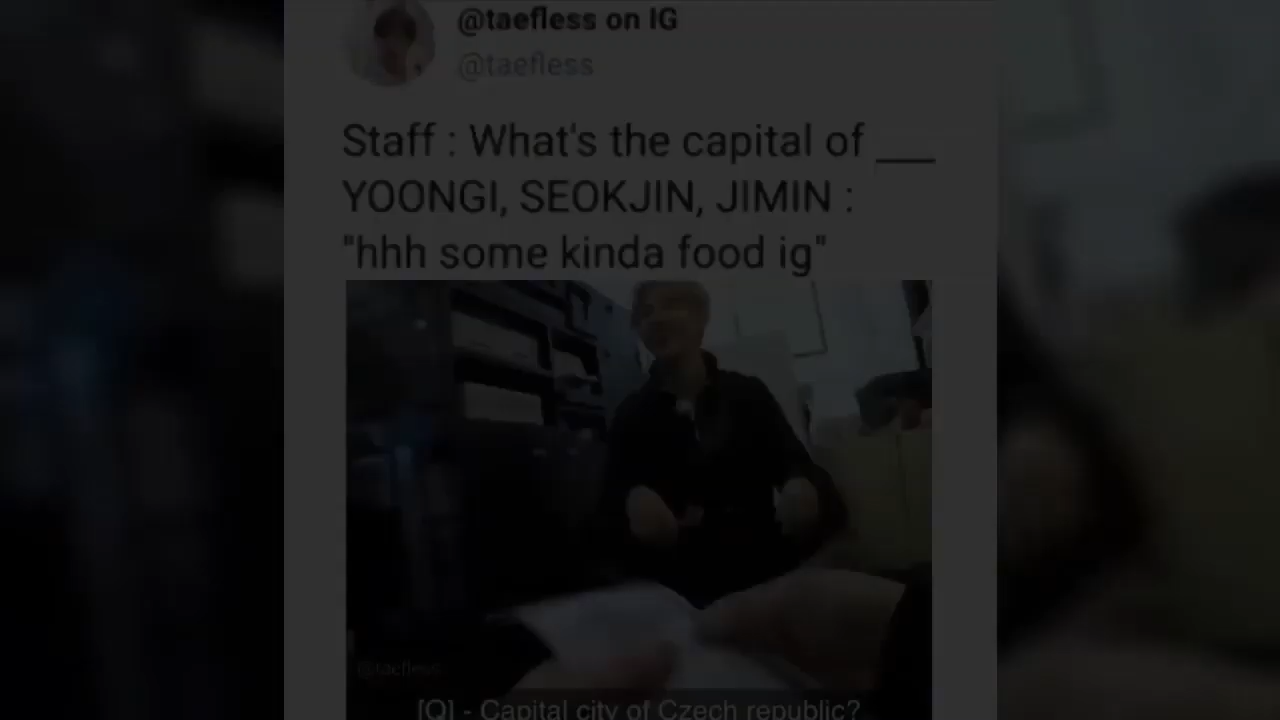 @taefless on IG
@taefless
Staff : What's the capital of ___
YOONGI, SEOKJIN, JIMIN :
"hhh some kinda food ig"
@taefless
[Q] - Capital city of Czech republic?